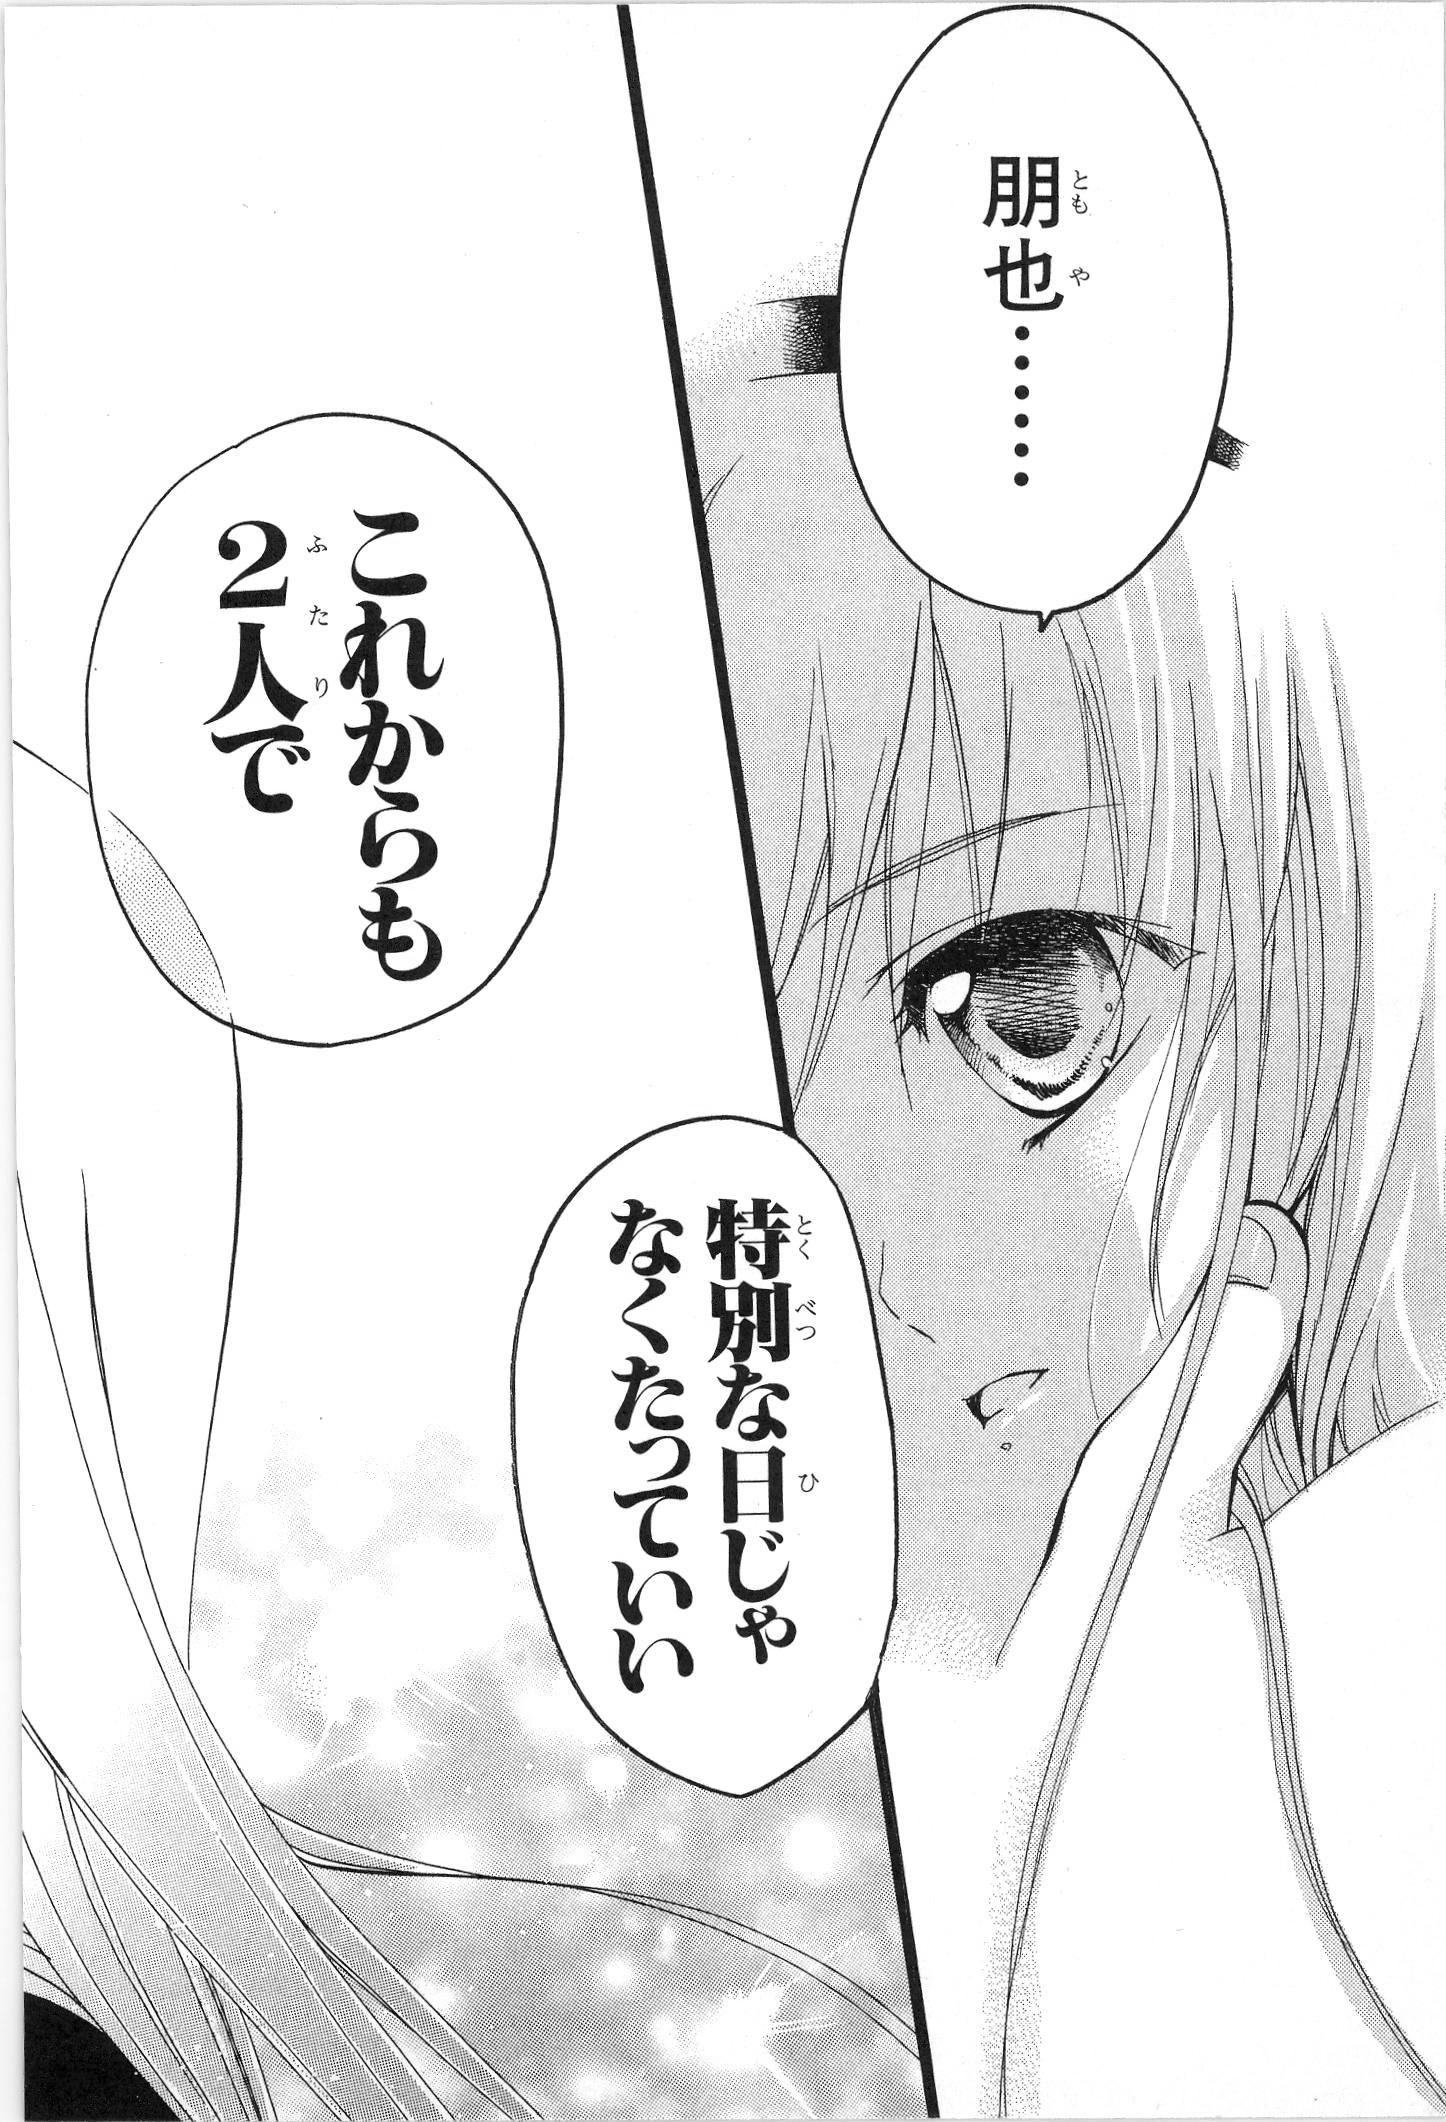 朋也……
特別な日じゃ
なくたっていい
これからも
2人で